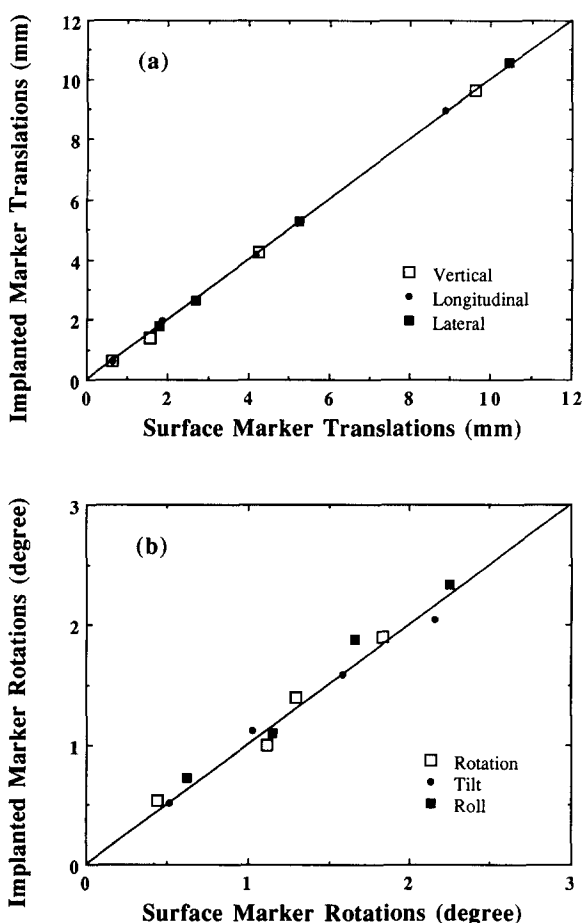 12
10
8
6
4
2
0
Implanted Marker Translations (mm)
(a)
Vertical
Longitudinal
Lateral
0 2 4 6 8 10 12
Surface Marker Translations (mm)
3
2
1
0
Implanted Marker Rotations (degree)
(b)
Rotation
Tilt
Roll
0 1 2 3
Surface Marker Rotations (degree)